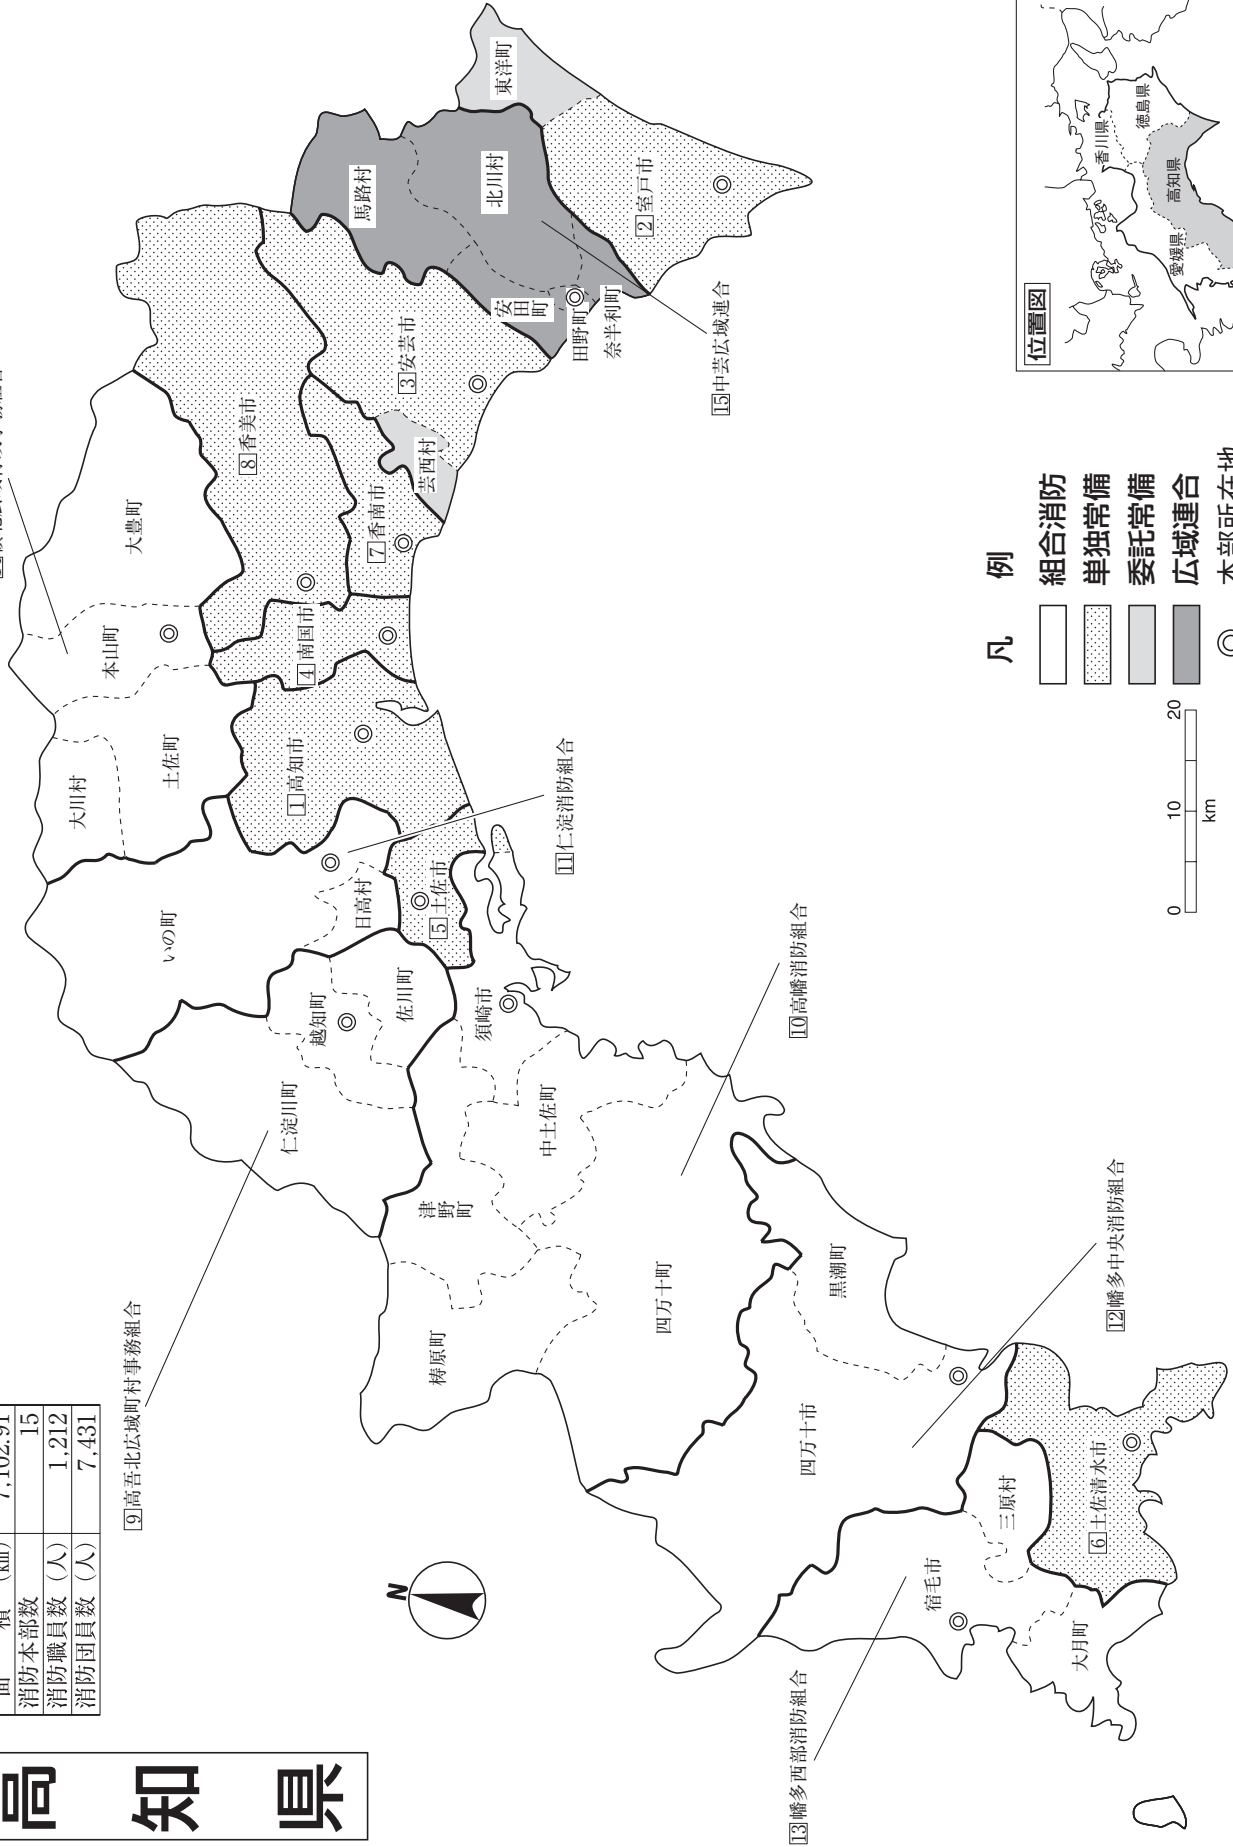 高知県
面積（㎢） 7,102.91
消防本部数 15
消防職員数（人） 1,212
消防団員数（人） 7,431
9 高吾北広域町村事務組合
10 高幡消防組合
11 仁淀消防組合
12 幡多中央消防組合
13 幡多西部消防組合
15 中芸広域連合
大川村
土佐町
本山町
大豊町
いの町
日高村
1 高知市
4 南国市
8 香美市
7 香南市
3 安芸市
芸西村
馬路村
北川村
東洋町
安田町
田野町
奈半利町
2 室戸市
5 土佐市
仁淀川町
越知町
佐川町
須崎市
津野町
中土佐町
梼原町
四万十町
黒潮町
四万十市
三原村
宿毛市
大月町
6 土佐清水市
N
凡例
組合消防
単独常備
委託常備
広域連合
本部所在地
0 10 20
km
位置図
香川県
徳島県
高知県
愛媛県